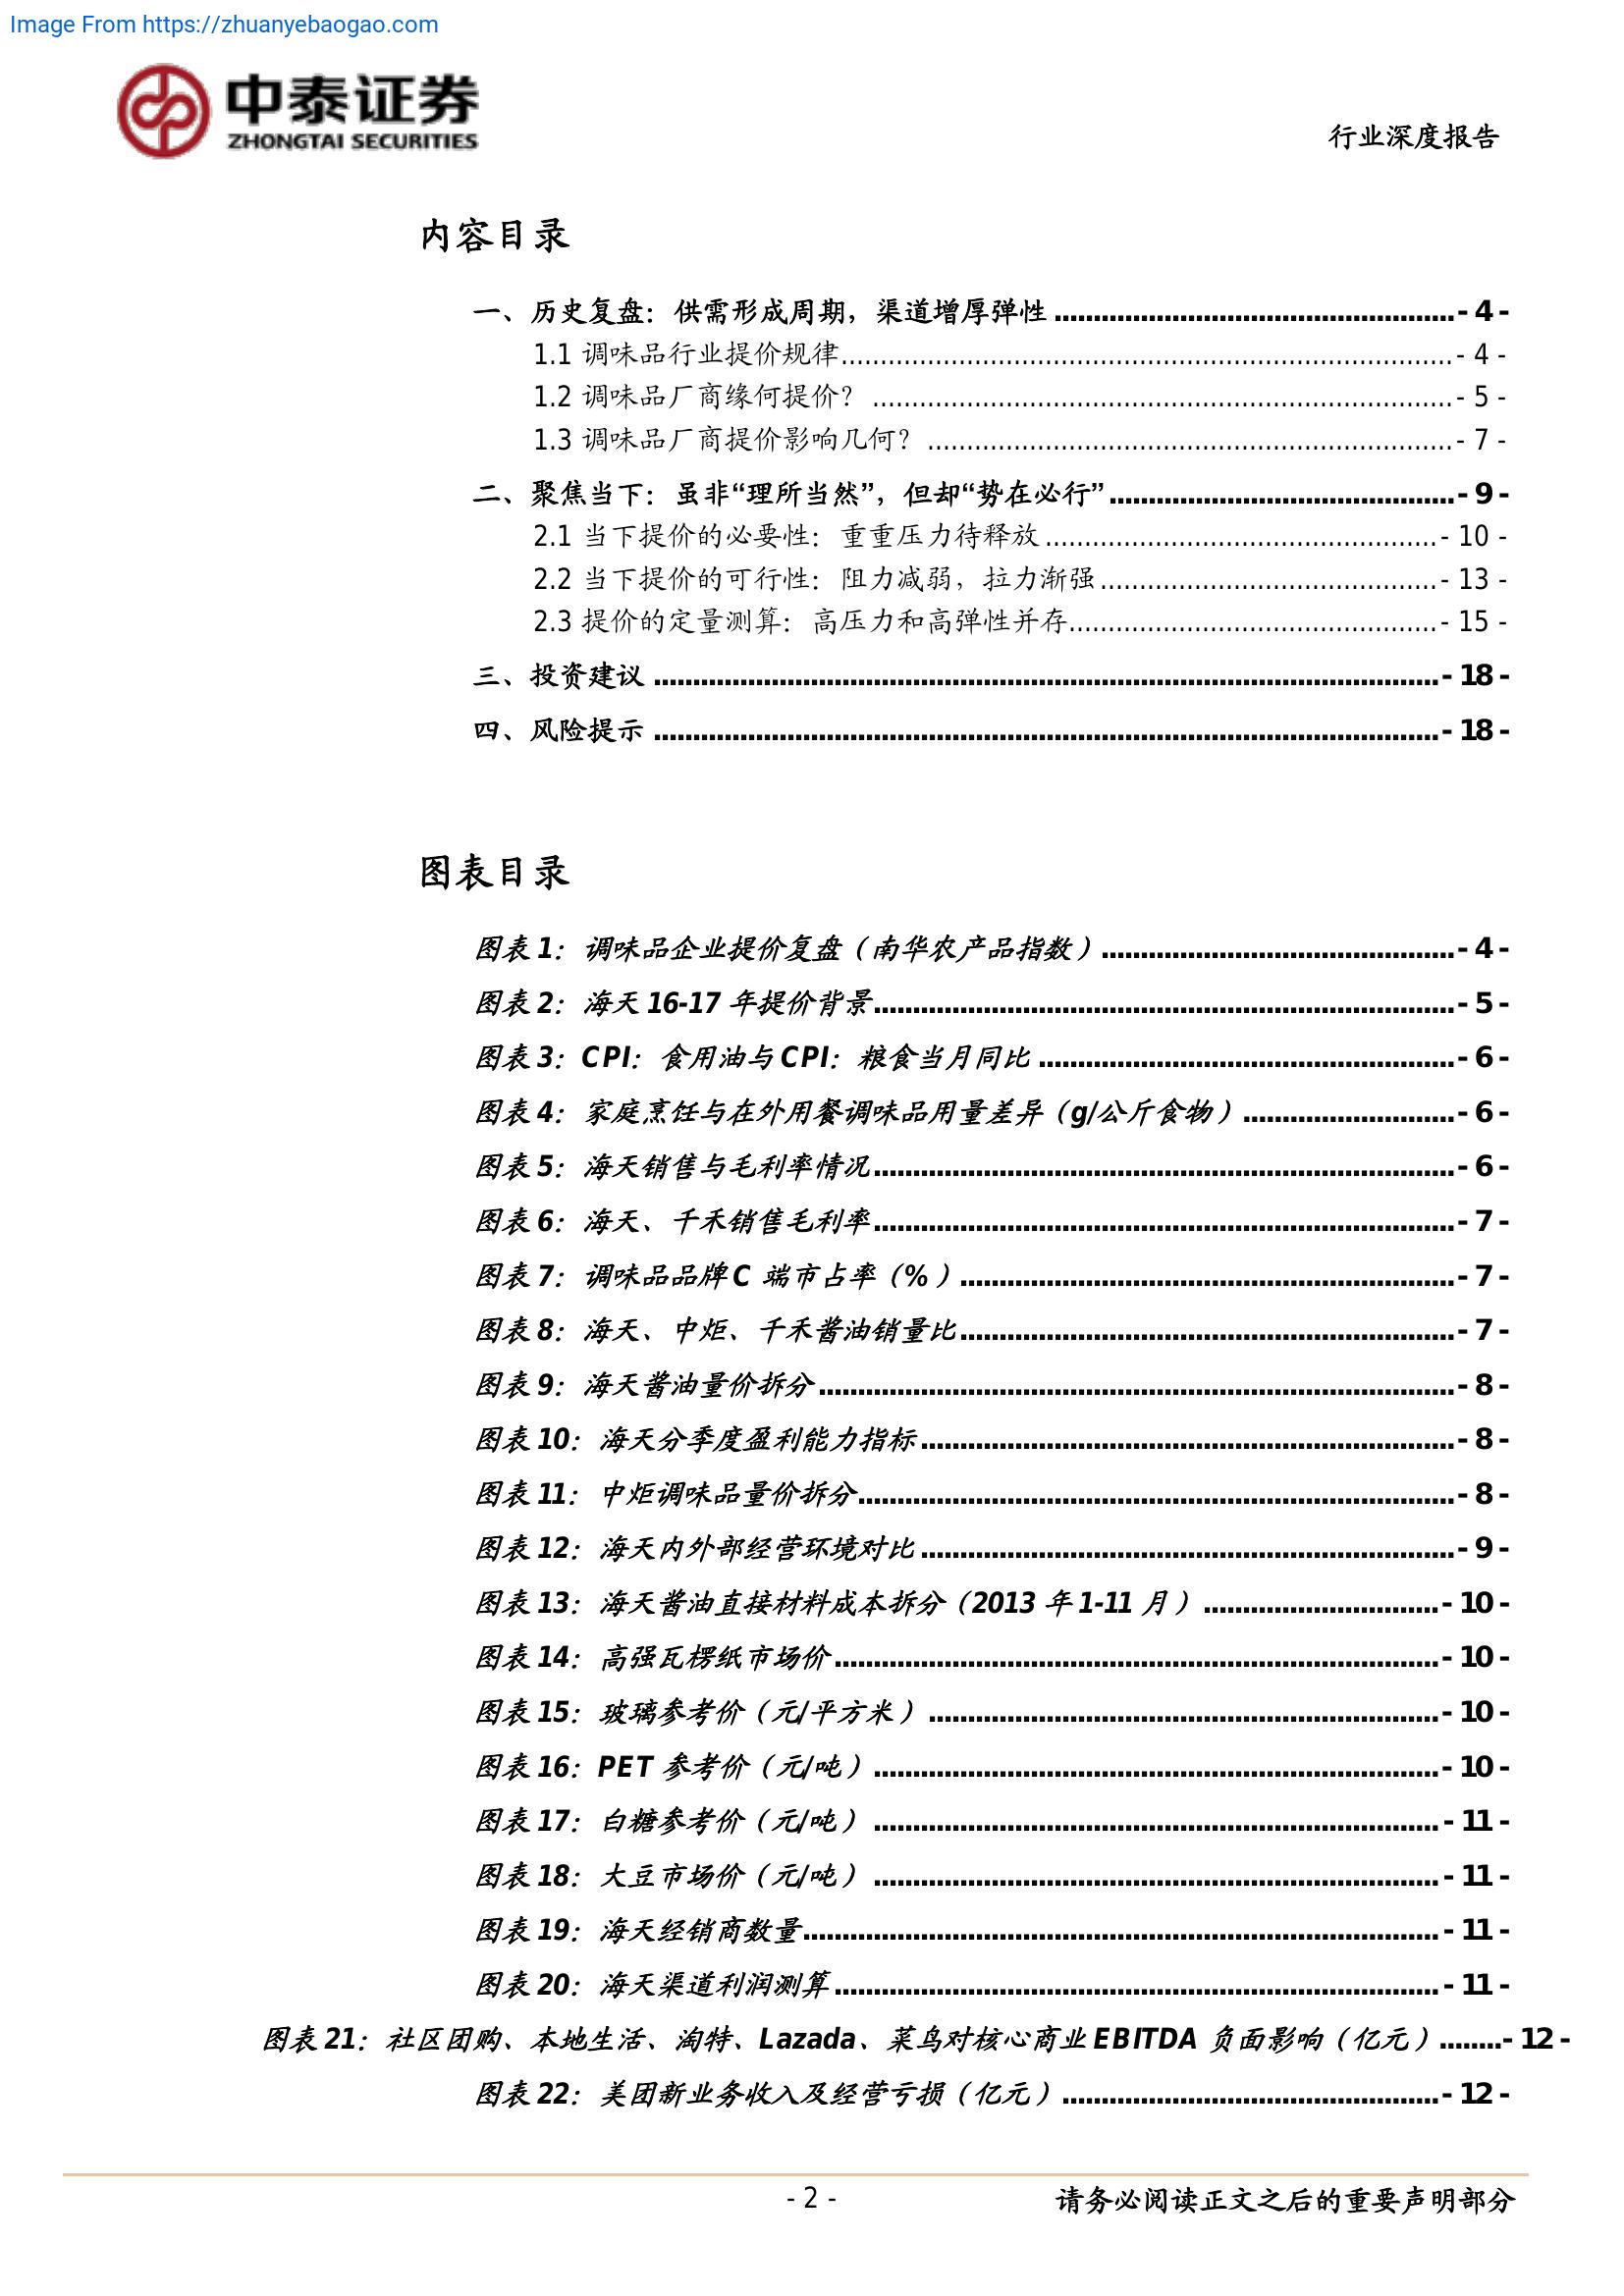 Image From https://zhuanyebaogao.com
中泰证券
ZHONGTAI SECURITIES
行业深度报告
内容目录
一、历史复盘：供需形成周期，渠道增厚弹性 ................................................... - 4 -
1.1 调味品行业提价规律.............................................................................. - 4 -
1.2 调味品厂商缘何提价？ .......................................................................... - 5 -
1.3 调味品厂商提价影响几何？ ................................................................... - 7 -
二、聚焦当下：虽非“理所当然”，但却“势在必行” ............................................ - 9 -
2.1 当下提价的必要性：重重压力待释放 .................................................. - 10 -
2.2 当下提价的可行性：阻力减弱，拉力渐强 ........................................... - 13 -
2.3 提价的定量测算：高压力和高弹性并存............................................... - 15 -
三、投资建议 .................................................................................................... - 18 -
四、风险提示 .................................................................................................... - 18 -
图表目录
图表 1：调味品企业提价复盘（南华农产品指数） ............................................. - 4 -
图表 2：海天 16-17 年提价背景.......................................................................... - 5 -
图表 3：CPI：食用油与 CPI：粮食当月同比 ..................................................... - 6 -
图表 4：家庭烹饪与在外用餐调味品用量差异（g/公斤食物） ........................... - 6 -
图表 5：海天销售与毛利率情况.......................................................................... - 6 -
图表 6：海天、千禾销售毛利率.......................................................................... - 7 -
图表 7：调味品品牌 C 端市占率（%） ............................................................... - 7 -
图表 8：海天、中炬、千禾酱油销量比............................................................... - 7 -
图表 9：海天酱油量价拆分 ................................................................................. - 8 -
图表 10：海天分季度盈利能力指标 .................................................................... - 8 -
图表 11：中炬调味品量价拆分............................................................................ - 8 -
图表 12：海天内外部经营环境对比 .................................................................... - 9 -
图表 13：海天酱油直接材料成本拆分（2013 年 1-11 月） .............................. - 10 -
图表 14：高强瓦楞纸市场价 ............................................................................. - 10 -
图表 15：玻璃参考价（元/平方米） ................................................................. - 10 -
图表 16：PET 参考价（元/吨） ........................................................................ - 10 -
图表 17：白糖参考价（元/吨） ........................................................................ - 11 -
图表 18：大豆市场价（元/吨） ........................................................................ - 11 -
图表 19：海天经销商数量................................................................................. - 11 -
图表 20：海天渠道利润测算 ............................................................................. - 11 -
图表 21：社区团购、本地生活、淘特、Lazada、菜鸟对核心商业 EBITDA 负面影响（亿元） ........- 12 -
图表 22：美团新业务收入及经营亏损（亿元） ................................................ - 12 -
- 2 -
请务必阅读正文之后的重要声明部分